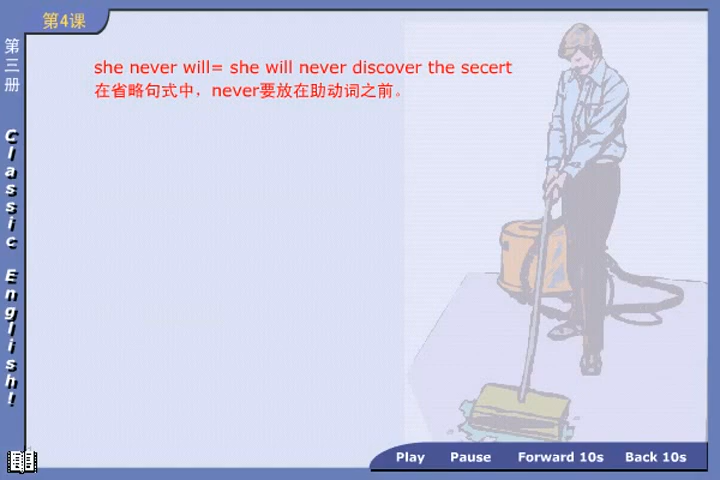 第4课
第三册
Classic English!
she never will= she will never discover the secert
在省略句式中，never要放在助动词之前。
Play Pause Forward 10s Back 10s